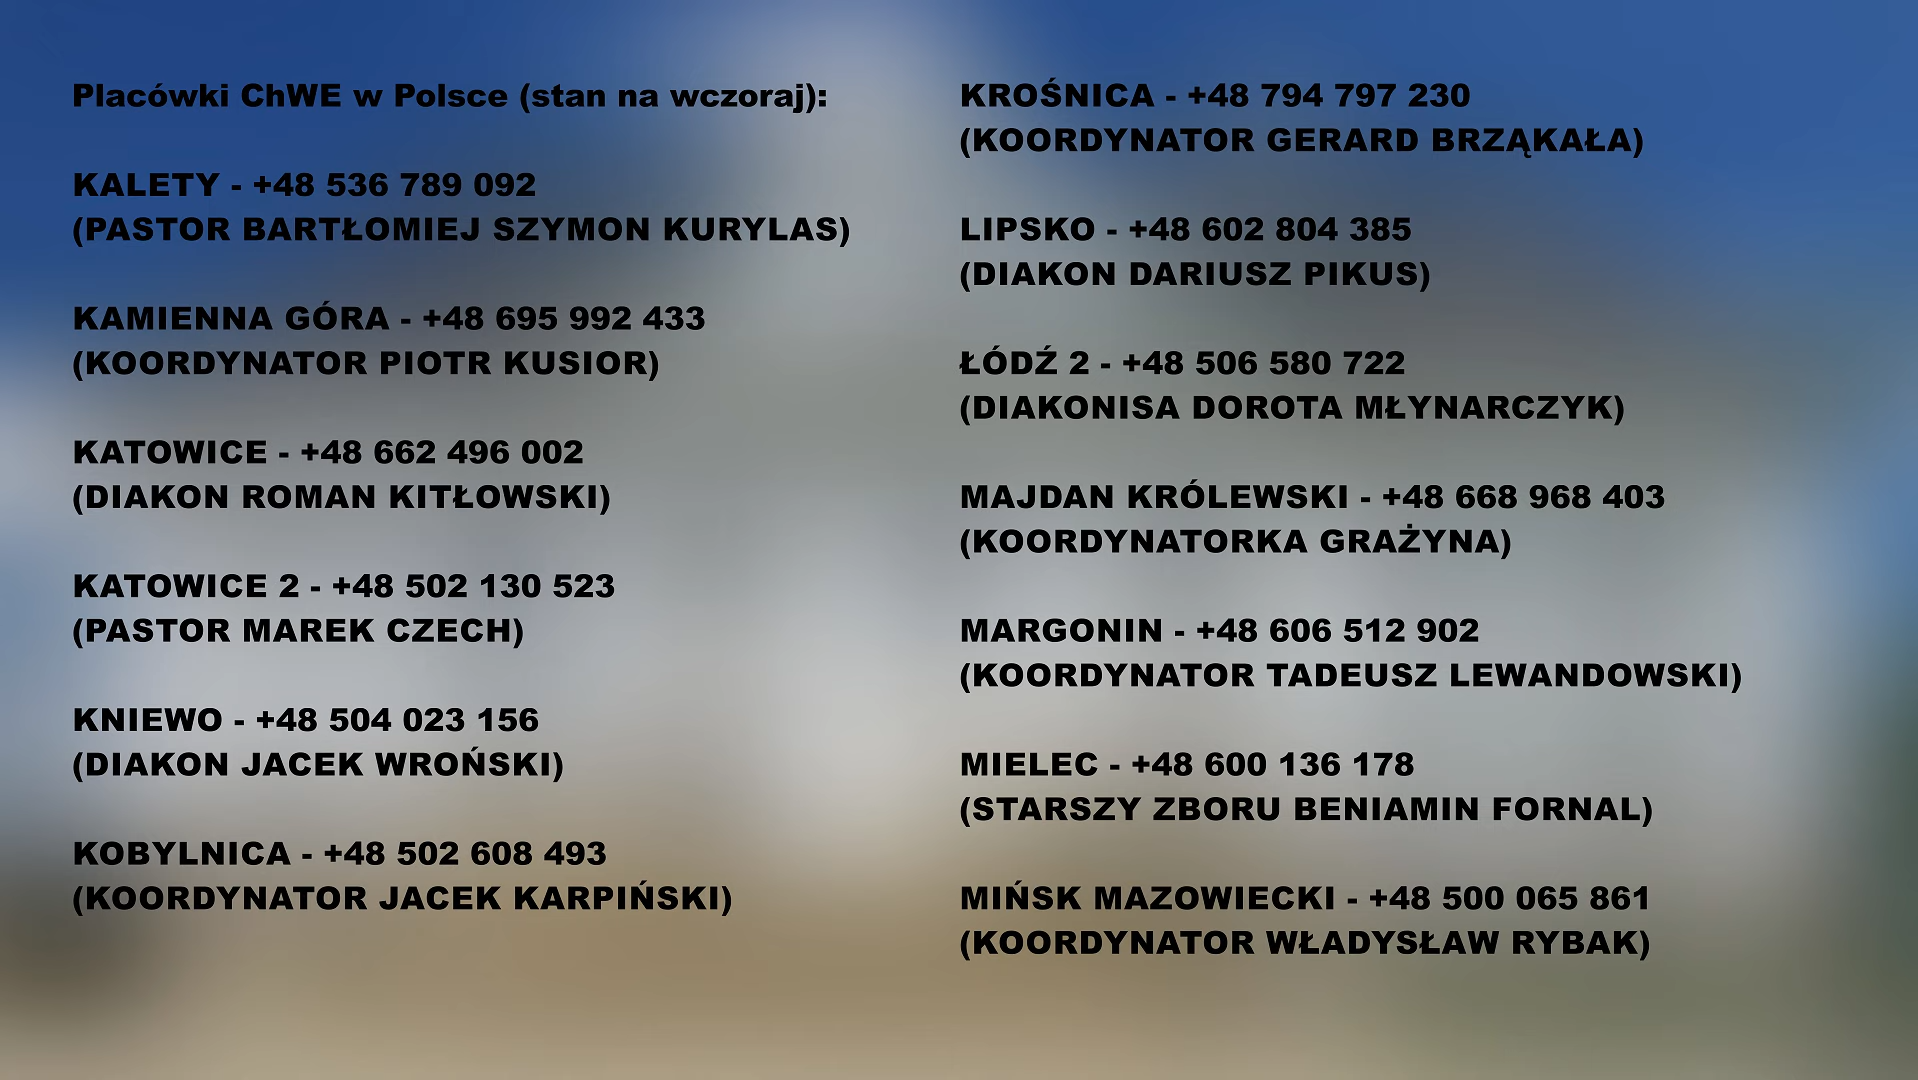 Placówki ChWE w Polsce (stan na wczoraj):
KALETY - +48 536 789 092
(PASTOR BARTŁOMIEJ SZYMON KURYLAS)
KAMIENNA GÓRA - +48 695 992 433
(KOORDYNATOR PIOTR KUSIOR)
KATOWICE - +48 662 496 002
(DIAKON ROMAN KITŁOWSKI)
KATOWICE 2 - +48 502 130 523
(PASTOR MAREK CZECH)
KNIEWO - +48 504 023 156
(DIAKON JACEK WROŃSKI)
KOBYLNICA - +48 502 608 493
(KOORDYNATOR JACEK KARPIŃSKI)
KROŚNICA - +48 794 797 230
(KOORDYNATOR GERARD BRZĄKAŁA)
LIPSKO - +48 602 804 385
(DIAKON DARIUSZ PIKUS)
ŁÓDŹ 2 - +48 506 580 722
(DIAKONISA DOROTA MŁYNARCZYK)
MAJDAN KRÓLEWSKI - +48 668 968 403
(KOORDYNATORKA GRAŻYNA)
MARGONIN - +48 606 512 902
(KOORDYNATOR TADEUSZ LEWANDOWSKI)
MIELEC - +48 600 136 178
(STARSZY ZBORU BENIAMIN FORNAL)
MIŃSK MAZOWIECKI - +48 500 065 861
(KOORDYNATOR WŁADYSŁAW RYBAK)